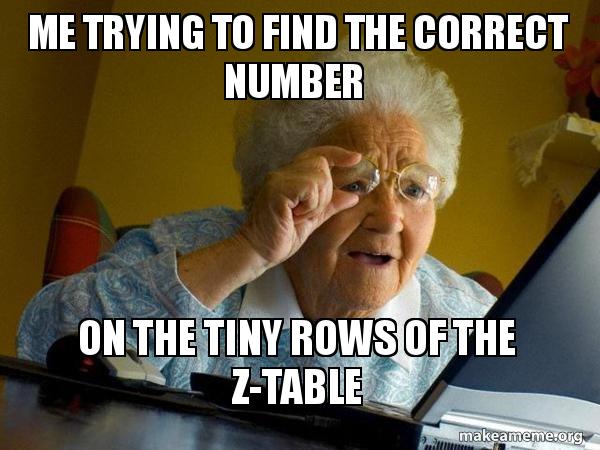 ME TRYING TO FIND THE CORRECT
NUMBER
ON THE TINY ROWS OF THE
Z-TABLE
makeameme.org